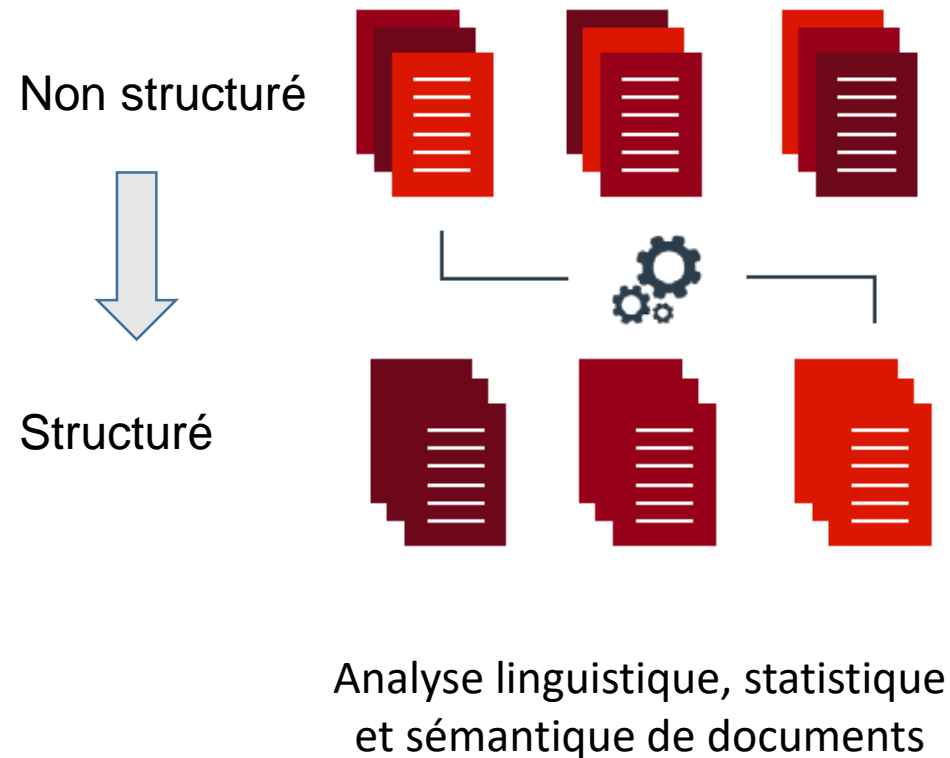 Non structuré
Structuré
Analyse linguistique, statistique
et sémantique de documents